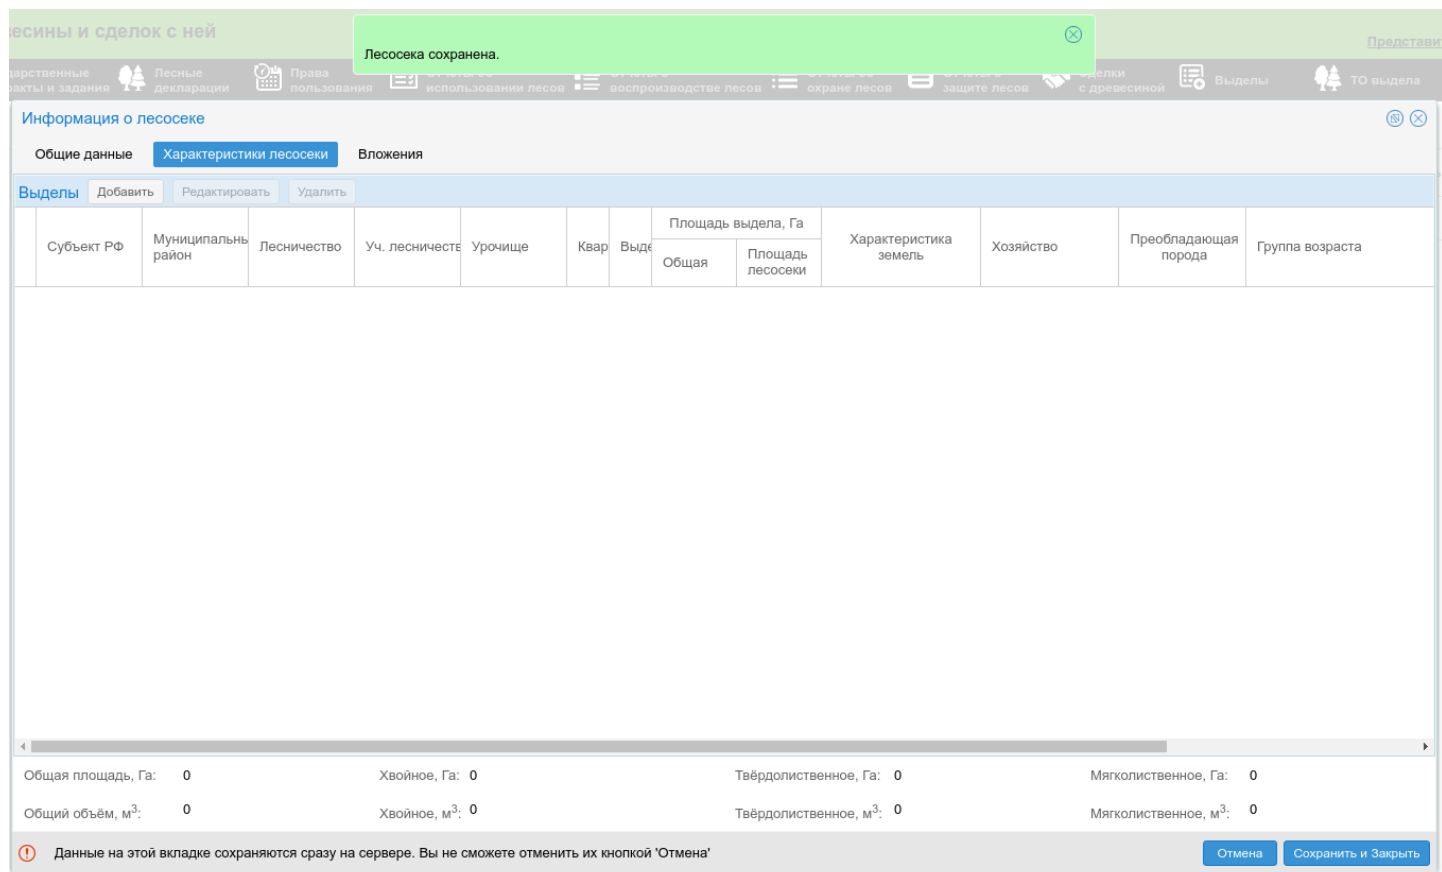 весины и сделок с ней
Лесосека сохранена.
Представи
дарственные
ракты и задания
Лесные
декларации
Права
пользования
использовании лесов
воспроизводстве лесов
охране лесов
защите лесов
Сделки
с древесиной
Выделы
ТО выдела
Информация о лесосеке
Общие данные Характеристики лесосеки Вложения
Выделы Добавить Редактировать Удалить
Субъект РФ
Муниципальнь
район
Лесничество
Уч. лесничеств
Урочище
Квар
Выде
Площадь выдела, Га
Общая
Площадь
лесосеки
Характеристика
земель
Хозяйство
Преобладающая
порода
Группа возраста
Общая площадь, Га: 0 Хвойное, Га: 0 Твёрдолиственное, Га: 0 Мягколиственное, Га: 0
Общий объём, м³: 0 Хвойное, м³: 0 Твёрдолиственное, м³: 0 Мягколиственное, м³: 0
Данные на этой вкладке сохраняются сразу на сервере. Вы не сможете отменить их кнопкой 'Отмена'
Отмена Сохранить и Закрыть